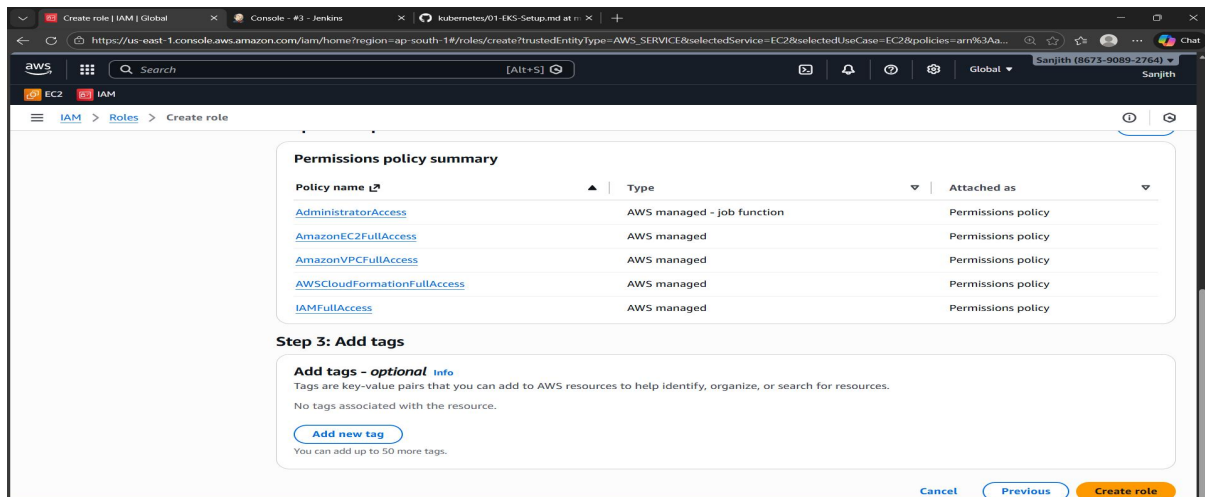 Create role | IAM | Global
Console - #3 - Jenkins
kubernetes/01-EKS-Setup.md at m
https://us-east-1.console.aws.amazon.com/iam/home?region=ap-south-1#/roles/create?trustedEntityType=AWS_SERVICE&selectedService=EC2&selectedUseCase=EC2&policies=arn%3Aa...
Chat
aws
Search
[Alt+S]
Global
Sanjith (8673-9089-2764)
Sanjith
EC2
IAM
IAM > Roles > Create role
Permissions policy summary
Policy name Type Attached as
AdministratorAccess AWS managed - job function Permissions policy
AmazonEC2FullAccess AWS managed Permissions policy
AmazonVPCFullAccess AWS managed Permissions policy
AWSCloudFormationFullAccess AWS managed Permissions policy
IAMFullAccess AWS managed Permissions policy
Step 3: Add tags
Add tags - optional Info
Tags are key-value pairs that you can add to AWS resources to help identify, organize, or search for resources.
No tags associated with the resource.
Add new tag
You can add up to 50 more tags.
Cancel Previous Create role